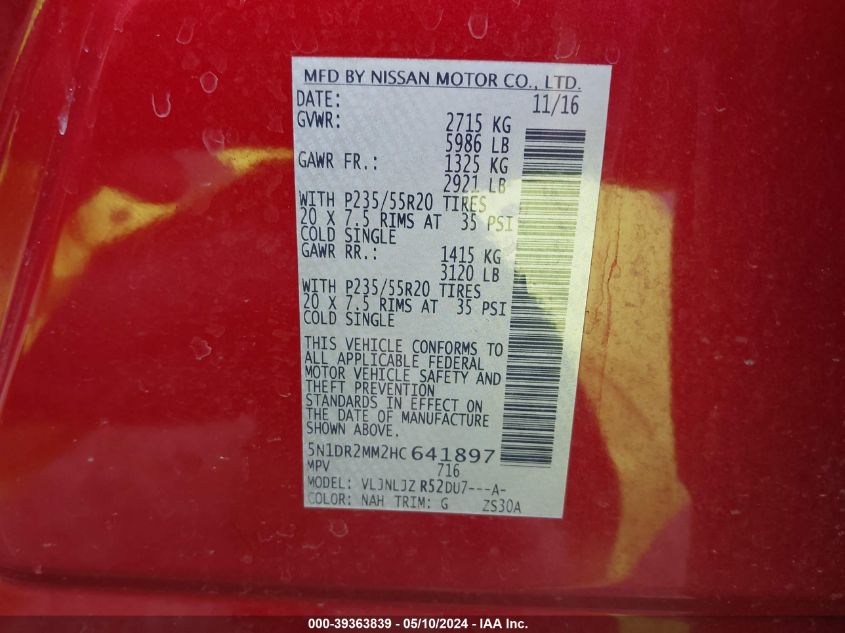 MFD BY NISSAN MOTOR CO., LTD.
DATE: 11/16
GVWR: 2715 KG
5986 LB
GAWR FR.: 1325 KG
2921 LB
WITH P235/55R20 TIRES
20 X 7.5 RIMS AT 35 PSI
COLD SINGLE
GAWR RR.: 1415 KG
3120 LB
WITH P235/55R20 TIRES
20 X 7.5 RIMS AT 35 PSI
COLD SINGLE
THIS VEHICLE CONFORMS TO
ALL APPLICABLE FEDERAL
MOTOR VEHICLE SAFETY AND
THEFT PREVENTION
STANDARDS IN EFFECT ON
THE DATE OF MANUFACTURE
SHOWN ABOVE.
5N1DR2MM2HC641897
MPV 716
MODEL: VLJNLJZ R52DU7---A-
COLOR: NAH TRIM: G ZS30A
000-39363839 - 05/10/2024 - IAA Inc.